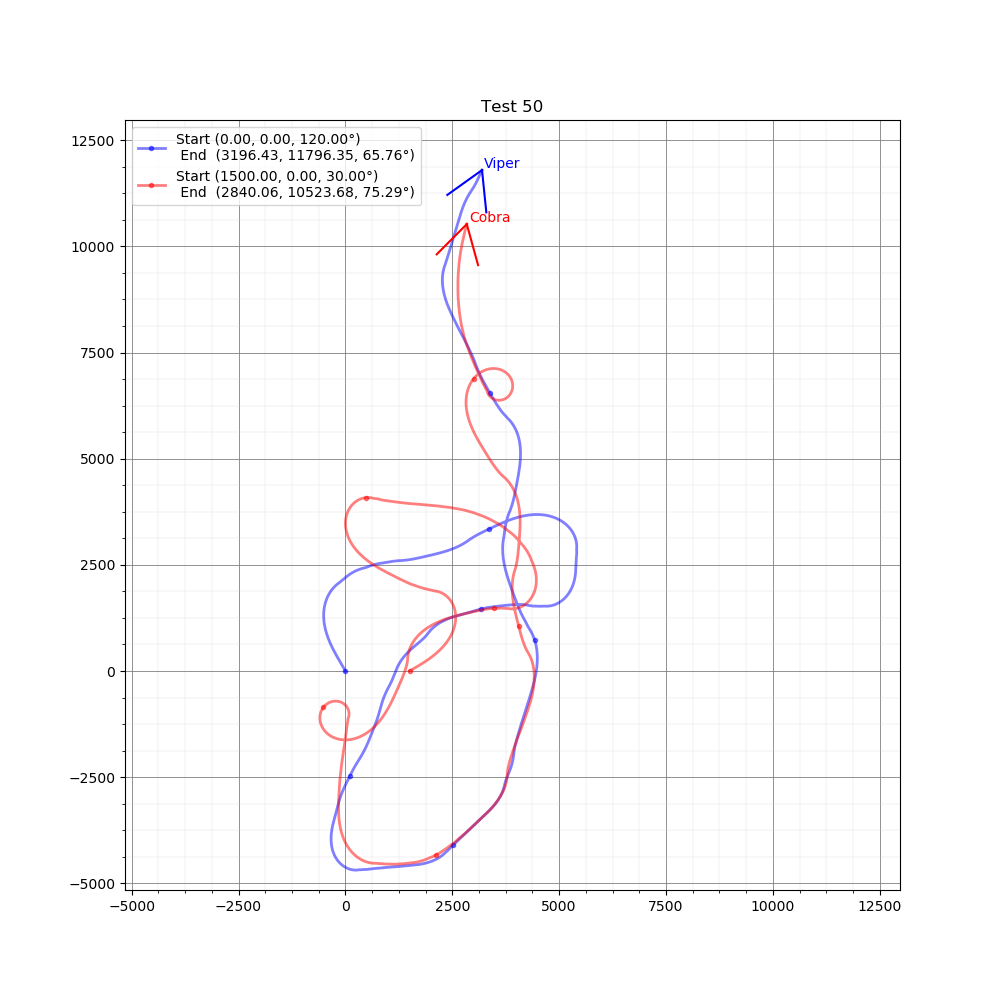 Test 50
Start (0.00, 0.00, 120.00°)
End (3196.43, 11796.35, 65.76°)
Start (1500.00, 0.00, 30.00°)
End (2840.06, 10523.68, 75.29°)
Viper
Cobra
12500
10000
7500
5000
2500
0
−2500
−5000
−5000 −2500 0 2500 5000 7500 10000 12500